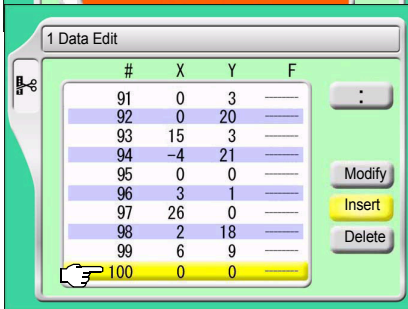 1 Data Edit
# X Y F
91 0 3 --------
92 0 20 --------
93 15 3 --------
94 −4 21 --------
95 0 0 --------
96 3 1 --------
97 26 0 --------
98 2 18 --------
99 6 9 --------
100 0 0 --------
:
Modify
Insert
Delete